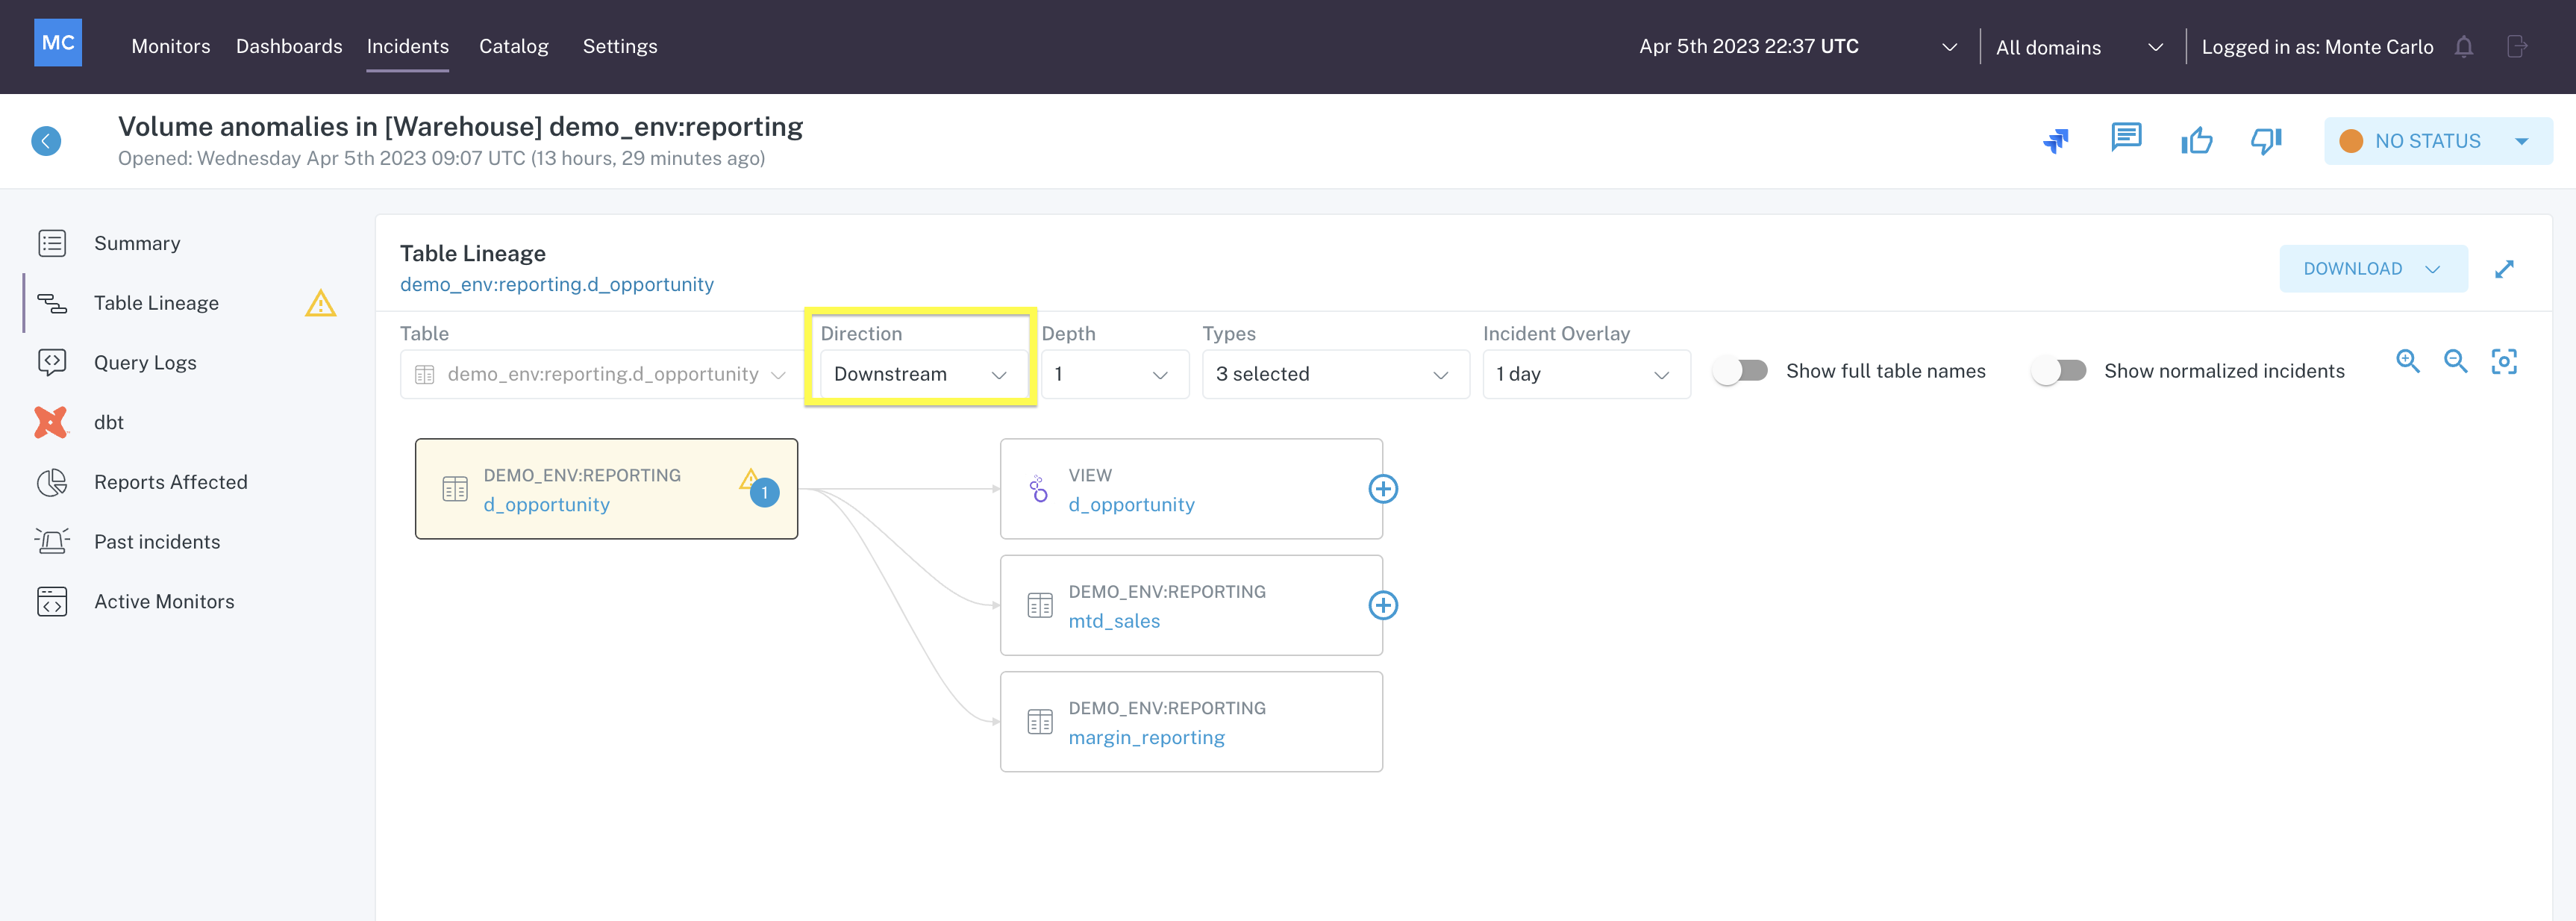 MC
Monitors Dashboards Incidents Catalog Settings Apr 5th 2023 22:37 UTC All domains Logged in as: Monte Carlo
Volume anomalies in [Warehouse] demo_env:reporting
Opened: Wednesday Apr 5th 2023 09:07 UTC (13 hours, 29 minutes ago)
NO STATUS
Summary
Table Lineage
Query Logs
dbt
Reports Affected
Past incidents
Active Monitors
Table Lineage
demo_env:reporting.d_opportunity
DOWNLOAD
Table Direction Depth Types Incident Overlay
demo_env:reporting.d_opportunity Downstream 1 3 selected 1 day Show full table names Show normalized incidents
DEMO_ENV:REPORTING
d_opportunity
1
VIEW
d_opportunity
DEMO_ENV:REPORTING
mtd_sales
DEMO_ENV:REPORTING
margin_reporting